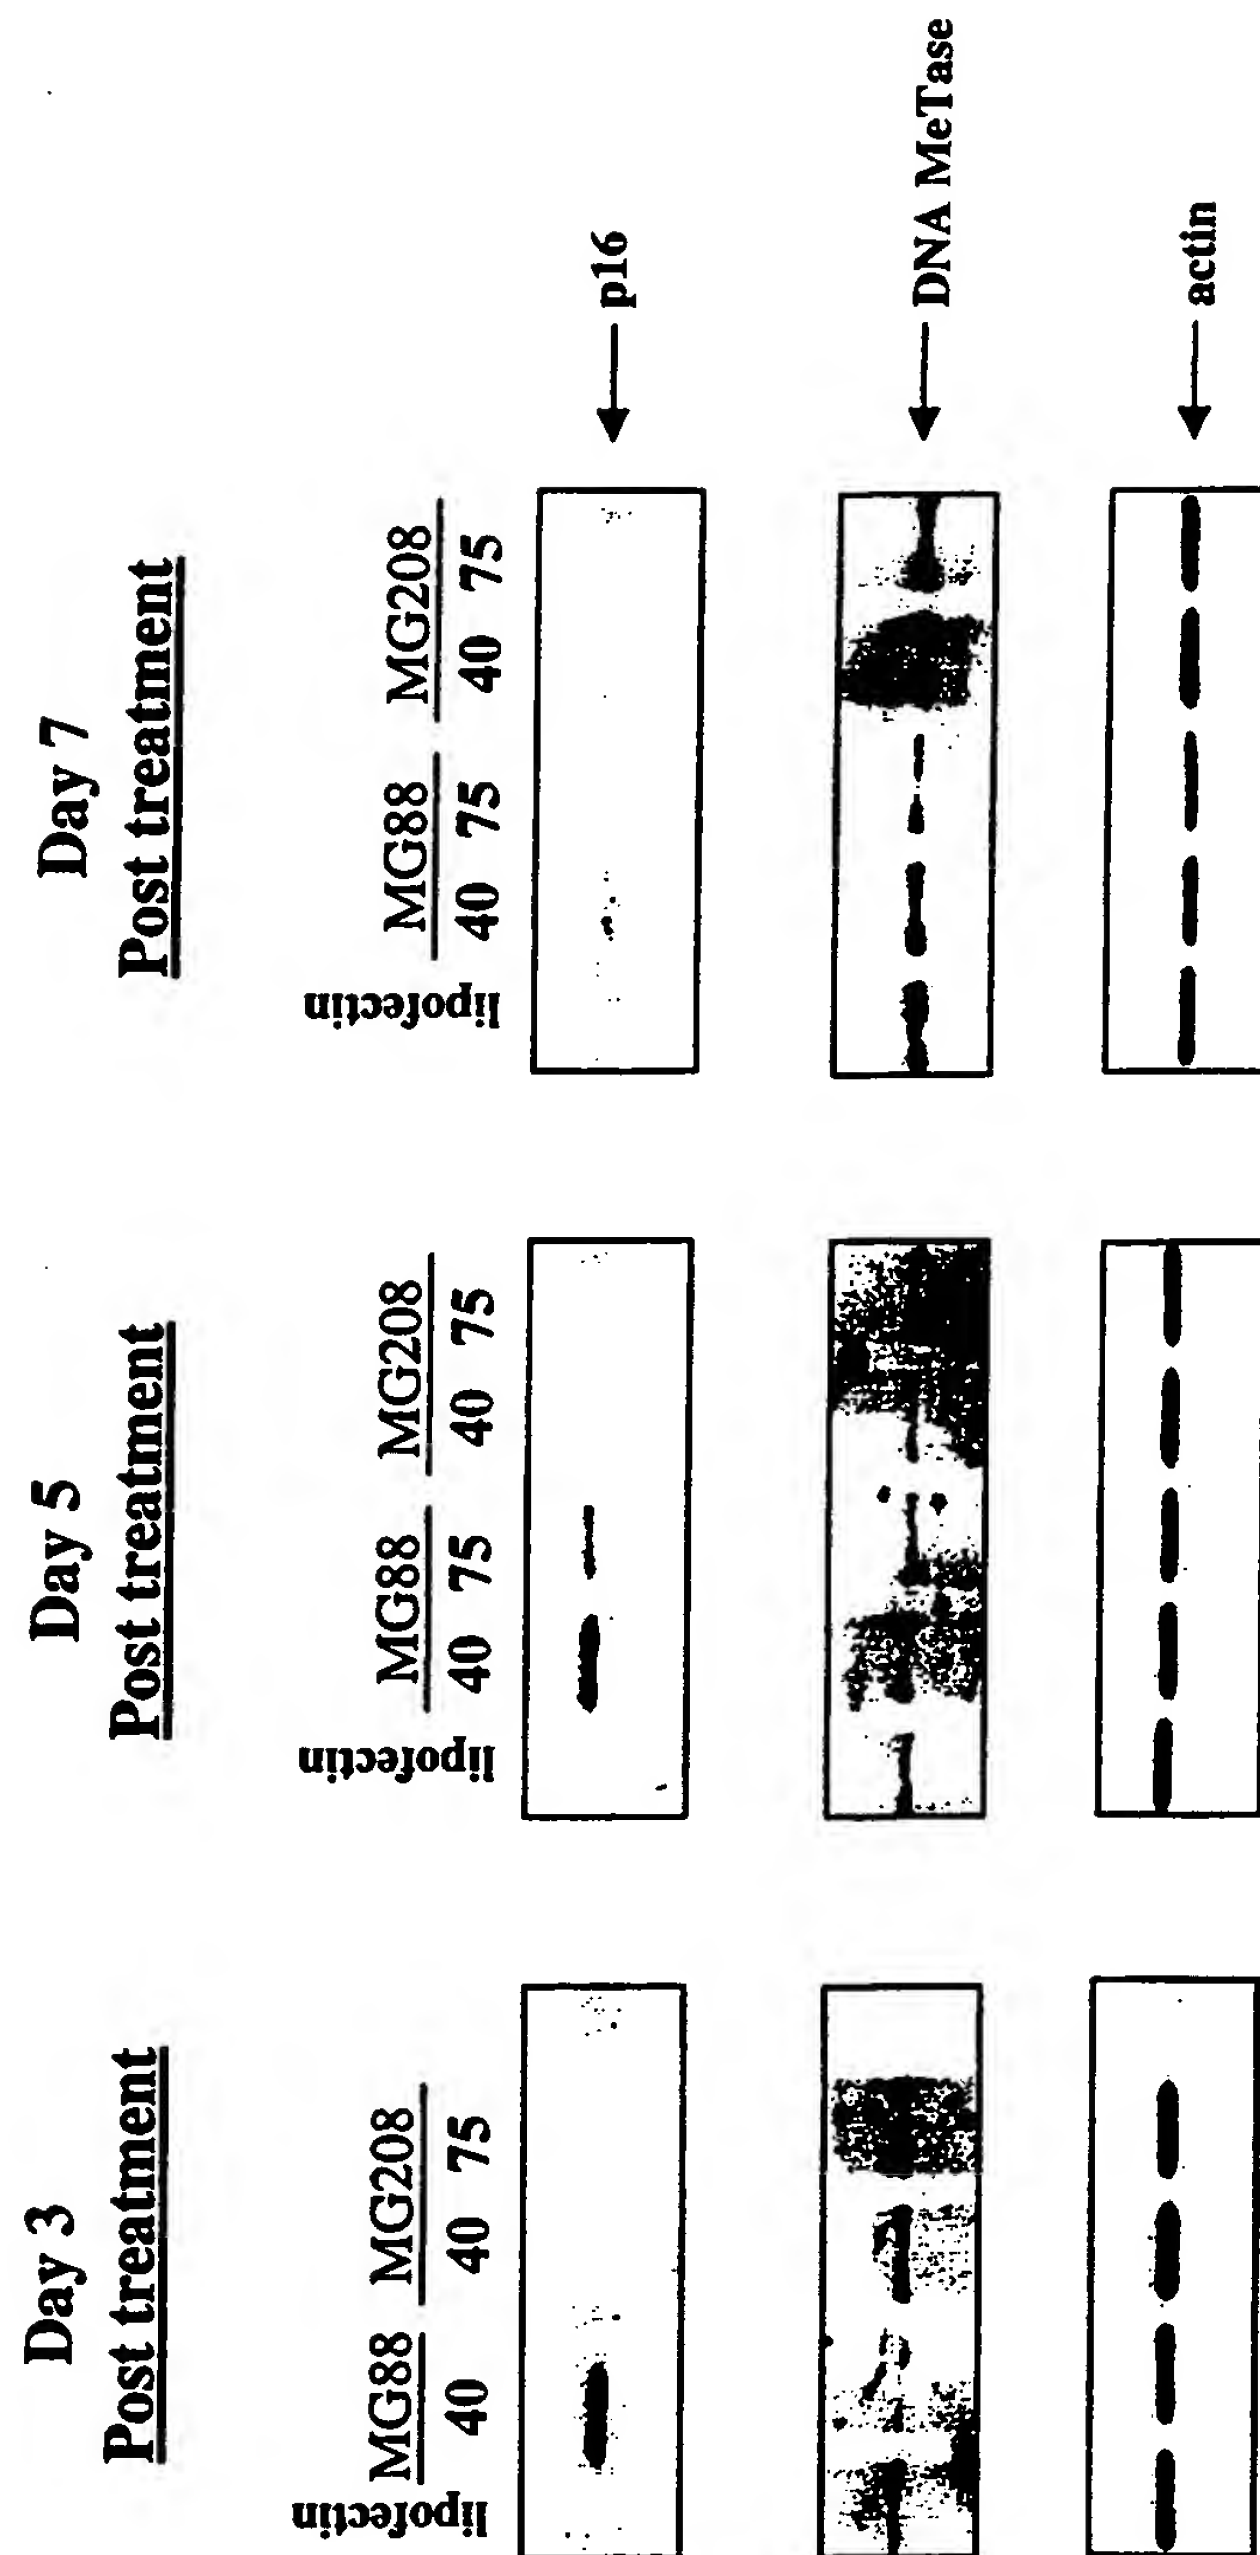 Day 3
Post treatment
lipofectin
MG88
40
MG208
40 75
Day 5
Post treatment
lipofectin
MG88
40 75
MG208
40 75
Day 7
Post treatment
lipofectin
MG88
40 75
MG208
40 75
p16
DNA MeTase
actin